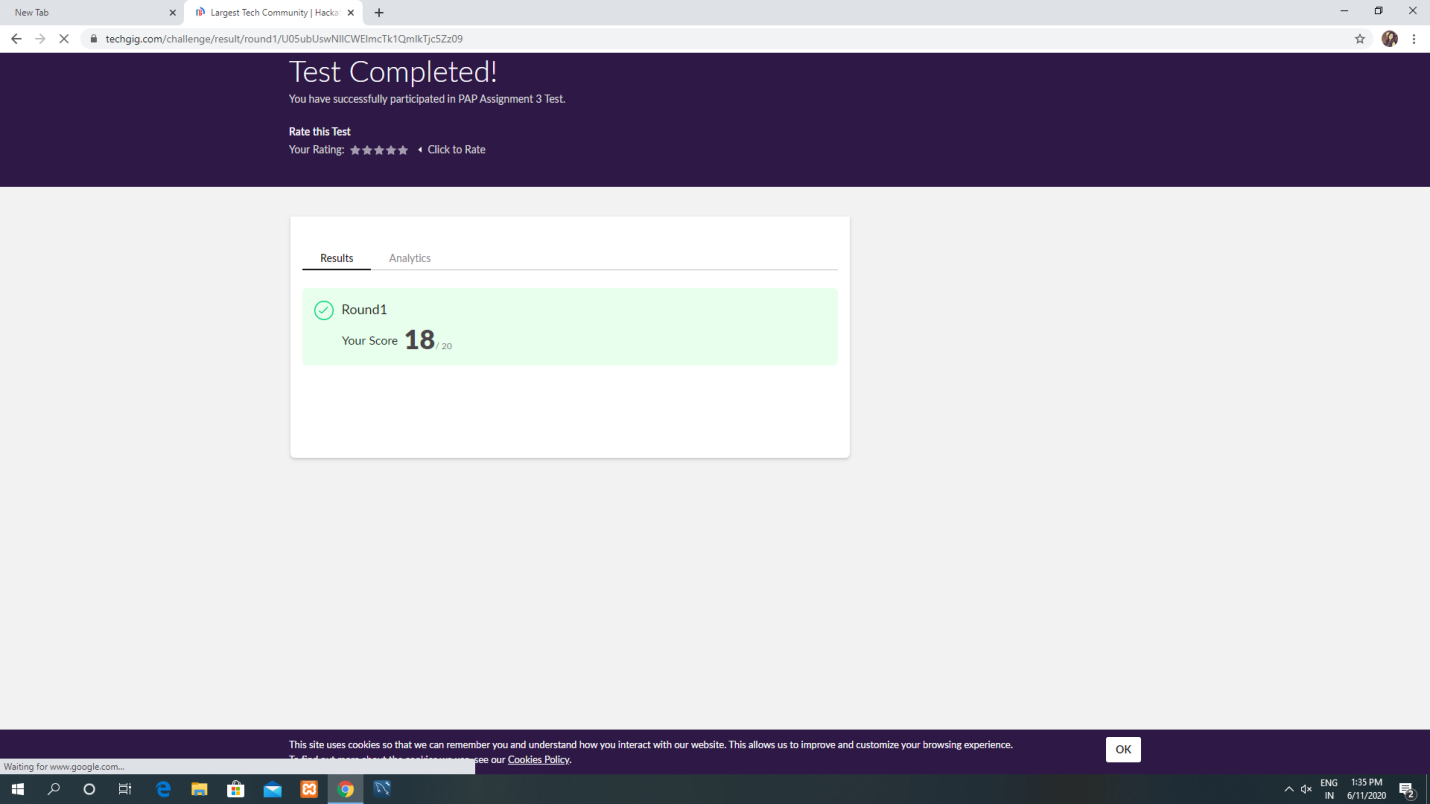 New Tab
Largest Tech Community | Hacka
techgig.com/challenge/result/round1/
Test Completed!
You have successfully participated in PAP Assignment 3 Test.
Rate this Test
Your Rating:
Click to Rate
Results
Analytics
Round1
Your Score 18 / 20
This site uses cookies so that we can remember you and understand how you interact with our website. This allows us to improve and customize your browsing experience.
see our Cookies Policy.
OK
Waiting for www.google.com...
ENG
IN
1:35 PM
6/11/2020
2